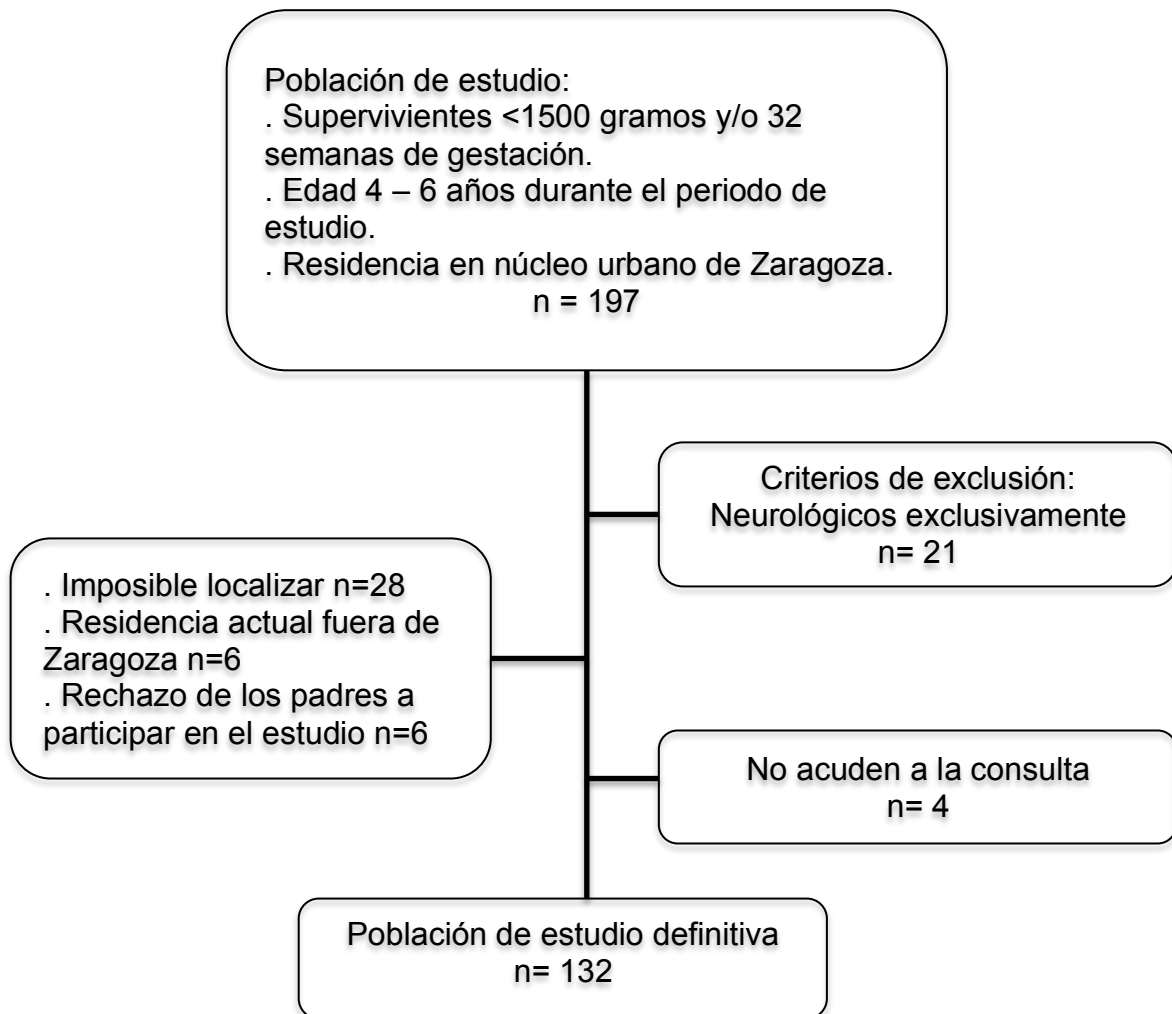 Población de estudio:
. Supervivientes <1500 gramos y/o 32
semanas de gestación.
. Edad 4 – 6 años durante el periodo de
estudio.
. Residencia en núcleo urbano de Zaragoza.
n = 197
Criterios de exclusión:
Neurológicos exclusivamente
n= 21
. Imposible localizar n=28
. Residencia actual fuera de
Zaragoza n=6
. Rechazo de los padres a
participar en el estudio n=6
No acuden a la consulta
n= 4
Población de estudio definitiva
n= 132